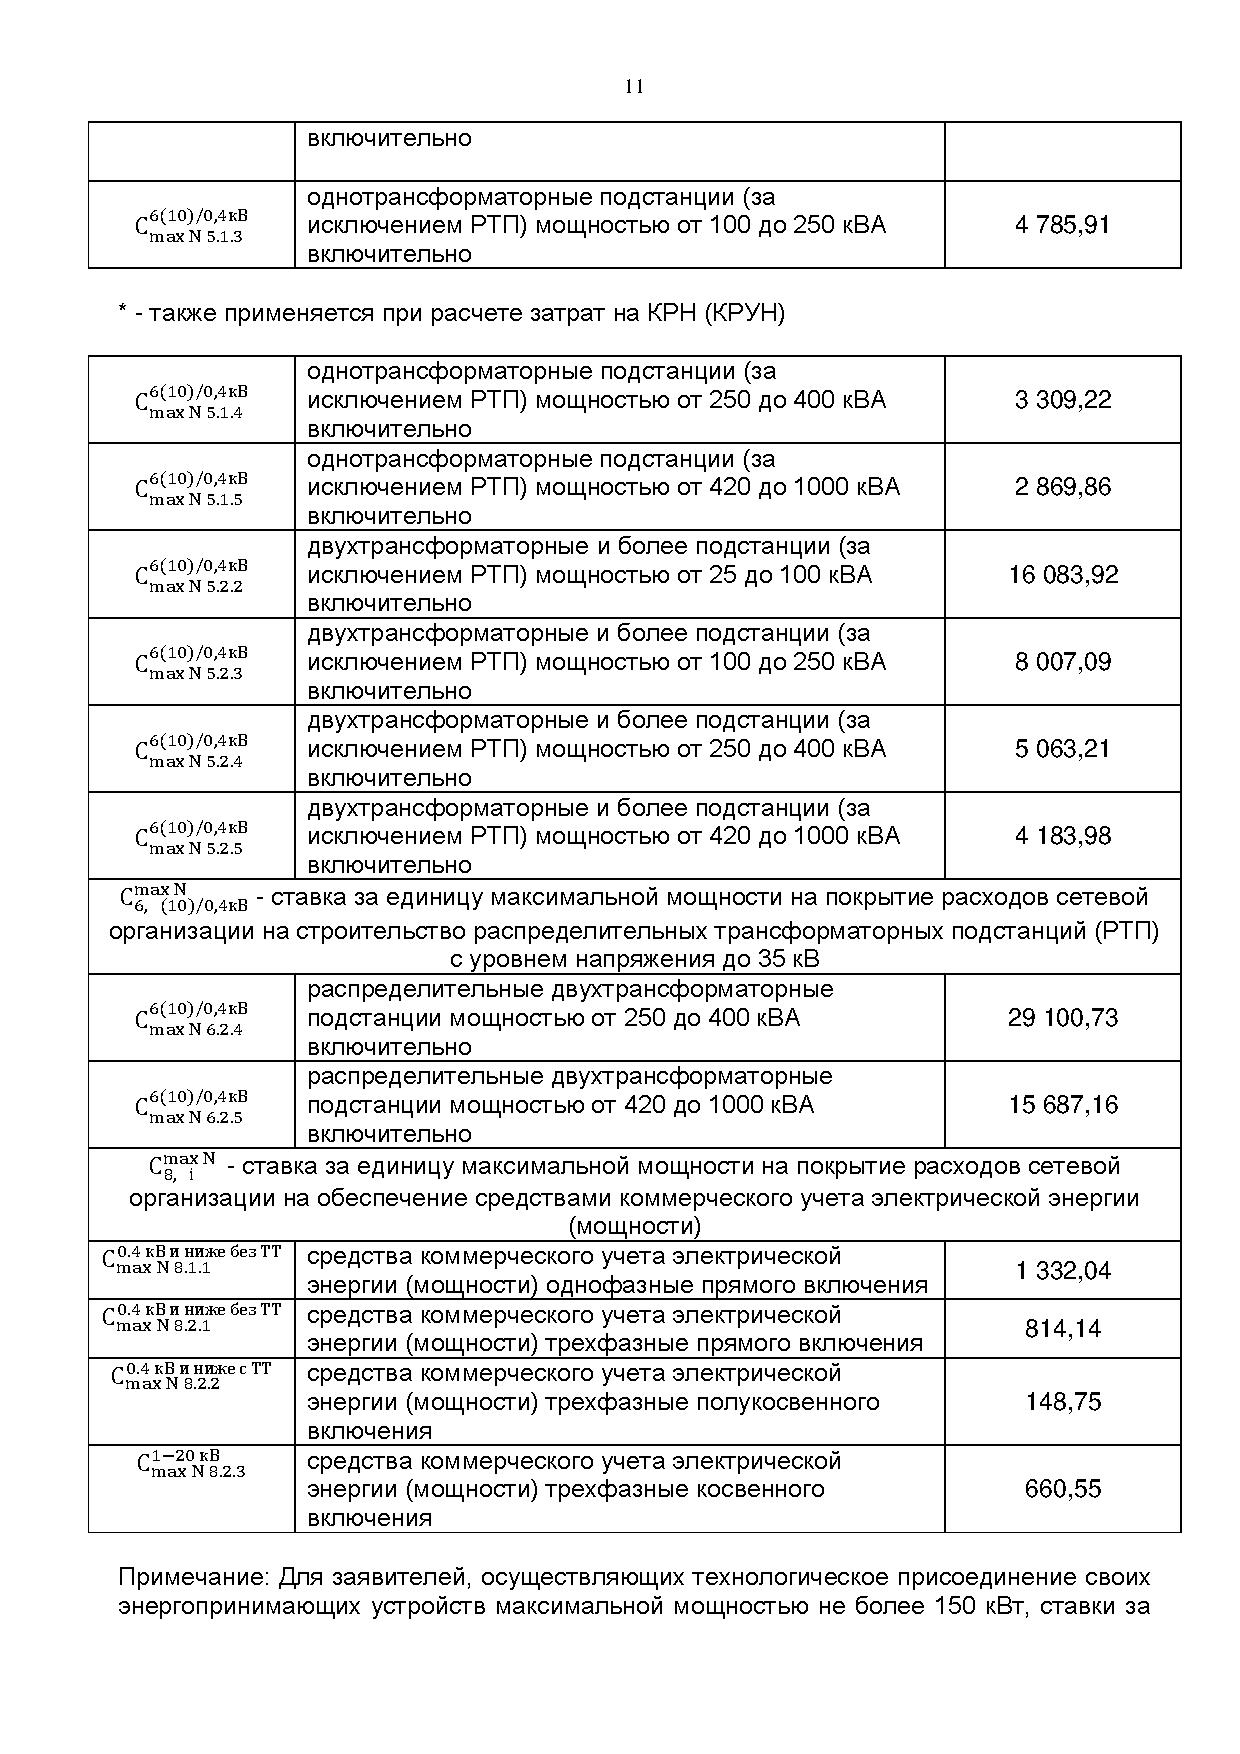 11
включительно
однотрансформаторные подстанции (за
C 6(10)/0,4кВ max N 5.1.3 исключением РТП) мощностью от 100 до 250 кВА 4 785,91
включительно
* - также применяется при расчете затрат на КРН (КРУН)
однотрансформаторные подстанции (за
C 6(10)/0,4кВ max N 5.1.4 исключением РТП) мощностью от 250 до 400 кВА 3 309,22
включительно
однотрансформаторные подстанции (за
C 6(10)/0,4кВ max N 5.1.5 исключением РТП) мощностью от 420 до 1000 кВА 2 869,86
включительно
двухтрансформаторные и более подстанции (за
C 6(10)/0,4кВ max N 5.2.2 исключением РТП) мощностью от 25 до 100 кВА 16 083,92
включительно
двухтрансформаторные и более подстанции (за
C 6(10)/0,4кВ max N 5.2.3 исключением РТП) мощностью от 100 до 250 кВА 8 007,09
включительно
двухтрансформаторные и более подстанции (за
C 6(10)/0,4кВ max N 5.2.4 исключением РТП) мощностью от 250 до 400 кВА 5 063,21
включительно
двухтрансформаторные и более подстанции (за
C 6(10)/0,4кВ max N 5.2.5 исключением РТП) мощностью от 420 до 1000 кВА 4 183,98
включительно
C max N 6, (10)/0,4кВ - ставка за единицу максимальной мощности на покрытие расходов сетевой
организации на строительство распределительных трансформаторных подстанций (РТП)
с уровнем напряжения до 35 кВ
распределительные двухтрансформаторные
C 6(10)/0,4кВ max N 6.2.4 подстанции мощностью от 250 до 400 кВА 29 100,73
включительно
распределительные двухтрансформаторные
C 6(10)/0,4кВ max N 6.2.5 подстанции мощностью от 420 до 1000 кВА 15 687,16
включительно
C max N 8, i - ставка за единицу максимальной мощности на покрытие расходов сетевой
организации на обеспечение средствами коммерческого учета электрической энергии
(мощности)
C 0.4 кВ и ниже без ТТ max N 8.1.1 средства коммерческого учета электрической
энергии (мощности) однофазные прямого включения 1 332,04
C 0.4 кВ и ниже без ТТ max N 8.2.1 средства коммерческого учета электрической
энергии (мощности) трехфазные прямого включения 814,14
C 0.4 кВ и ниже с ТТ max N 8.2.2 средства коммерческого учета электрической
энергии (мощности) трехфазные полукосвенного 148,75
включения
C 1−20 кВ max N 8.2.3 средства коммерческого учета электрической
энергии (мощности) трехфазные косвенного 660,55
включения
Примечание: Для заявителей, осуществляющих технологическое присоединение своих
энергопринимающих устройств максимальной мощностью не более 150 кВт, ставки за